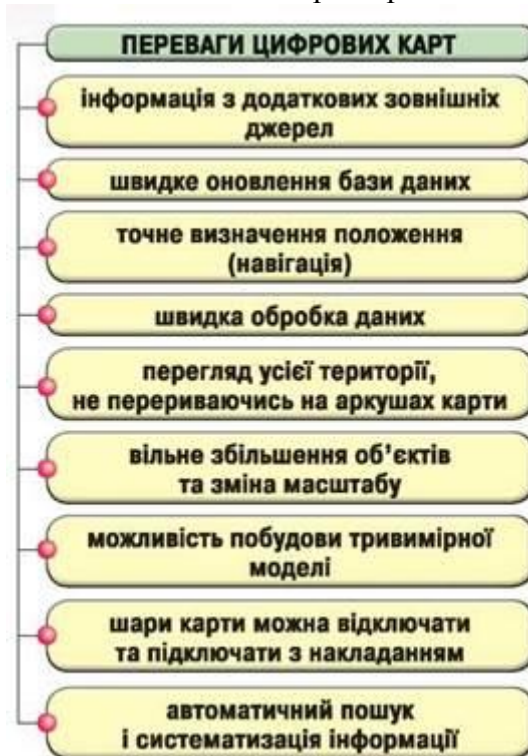 ПЕРЕВАГИ ЦИФРОВИХ КАРТ
інформація з додаткових зовнішніх
джерел
швидке оновлення бази даних
точне визначення положення
(навігація)
швидка обробка даних
перегляд усієї території,
не перериваючись на аркушах карти
вільне збільшення об’єктів
та зміна масштабу
можливість побудови тривимірної
моделі
шари карти можна відключати
та підключати з накладанням
автоматичний пошук
і систематизація інформації